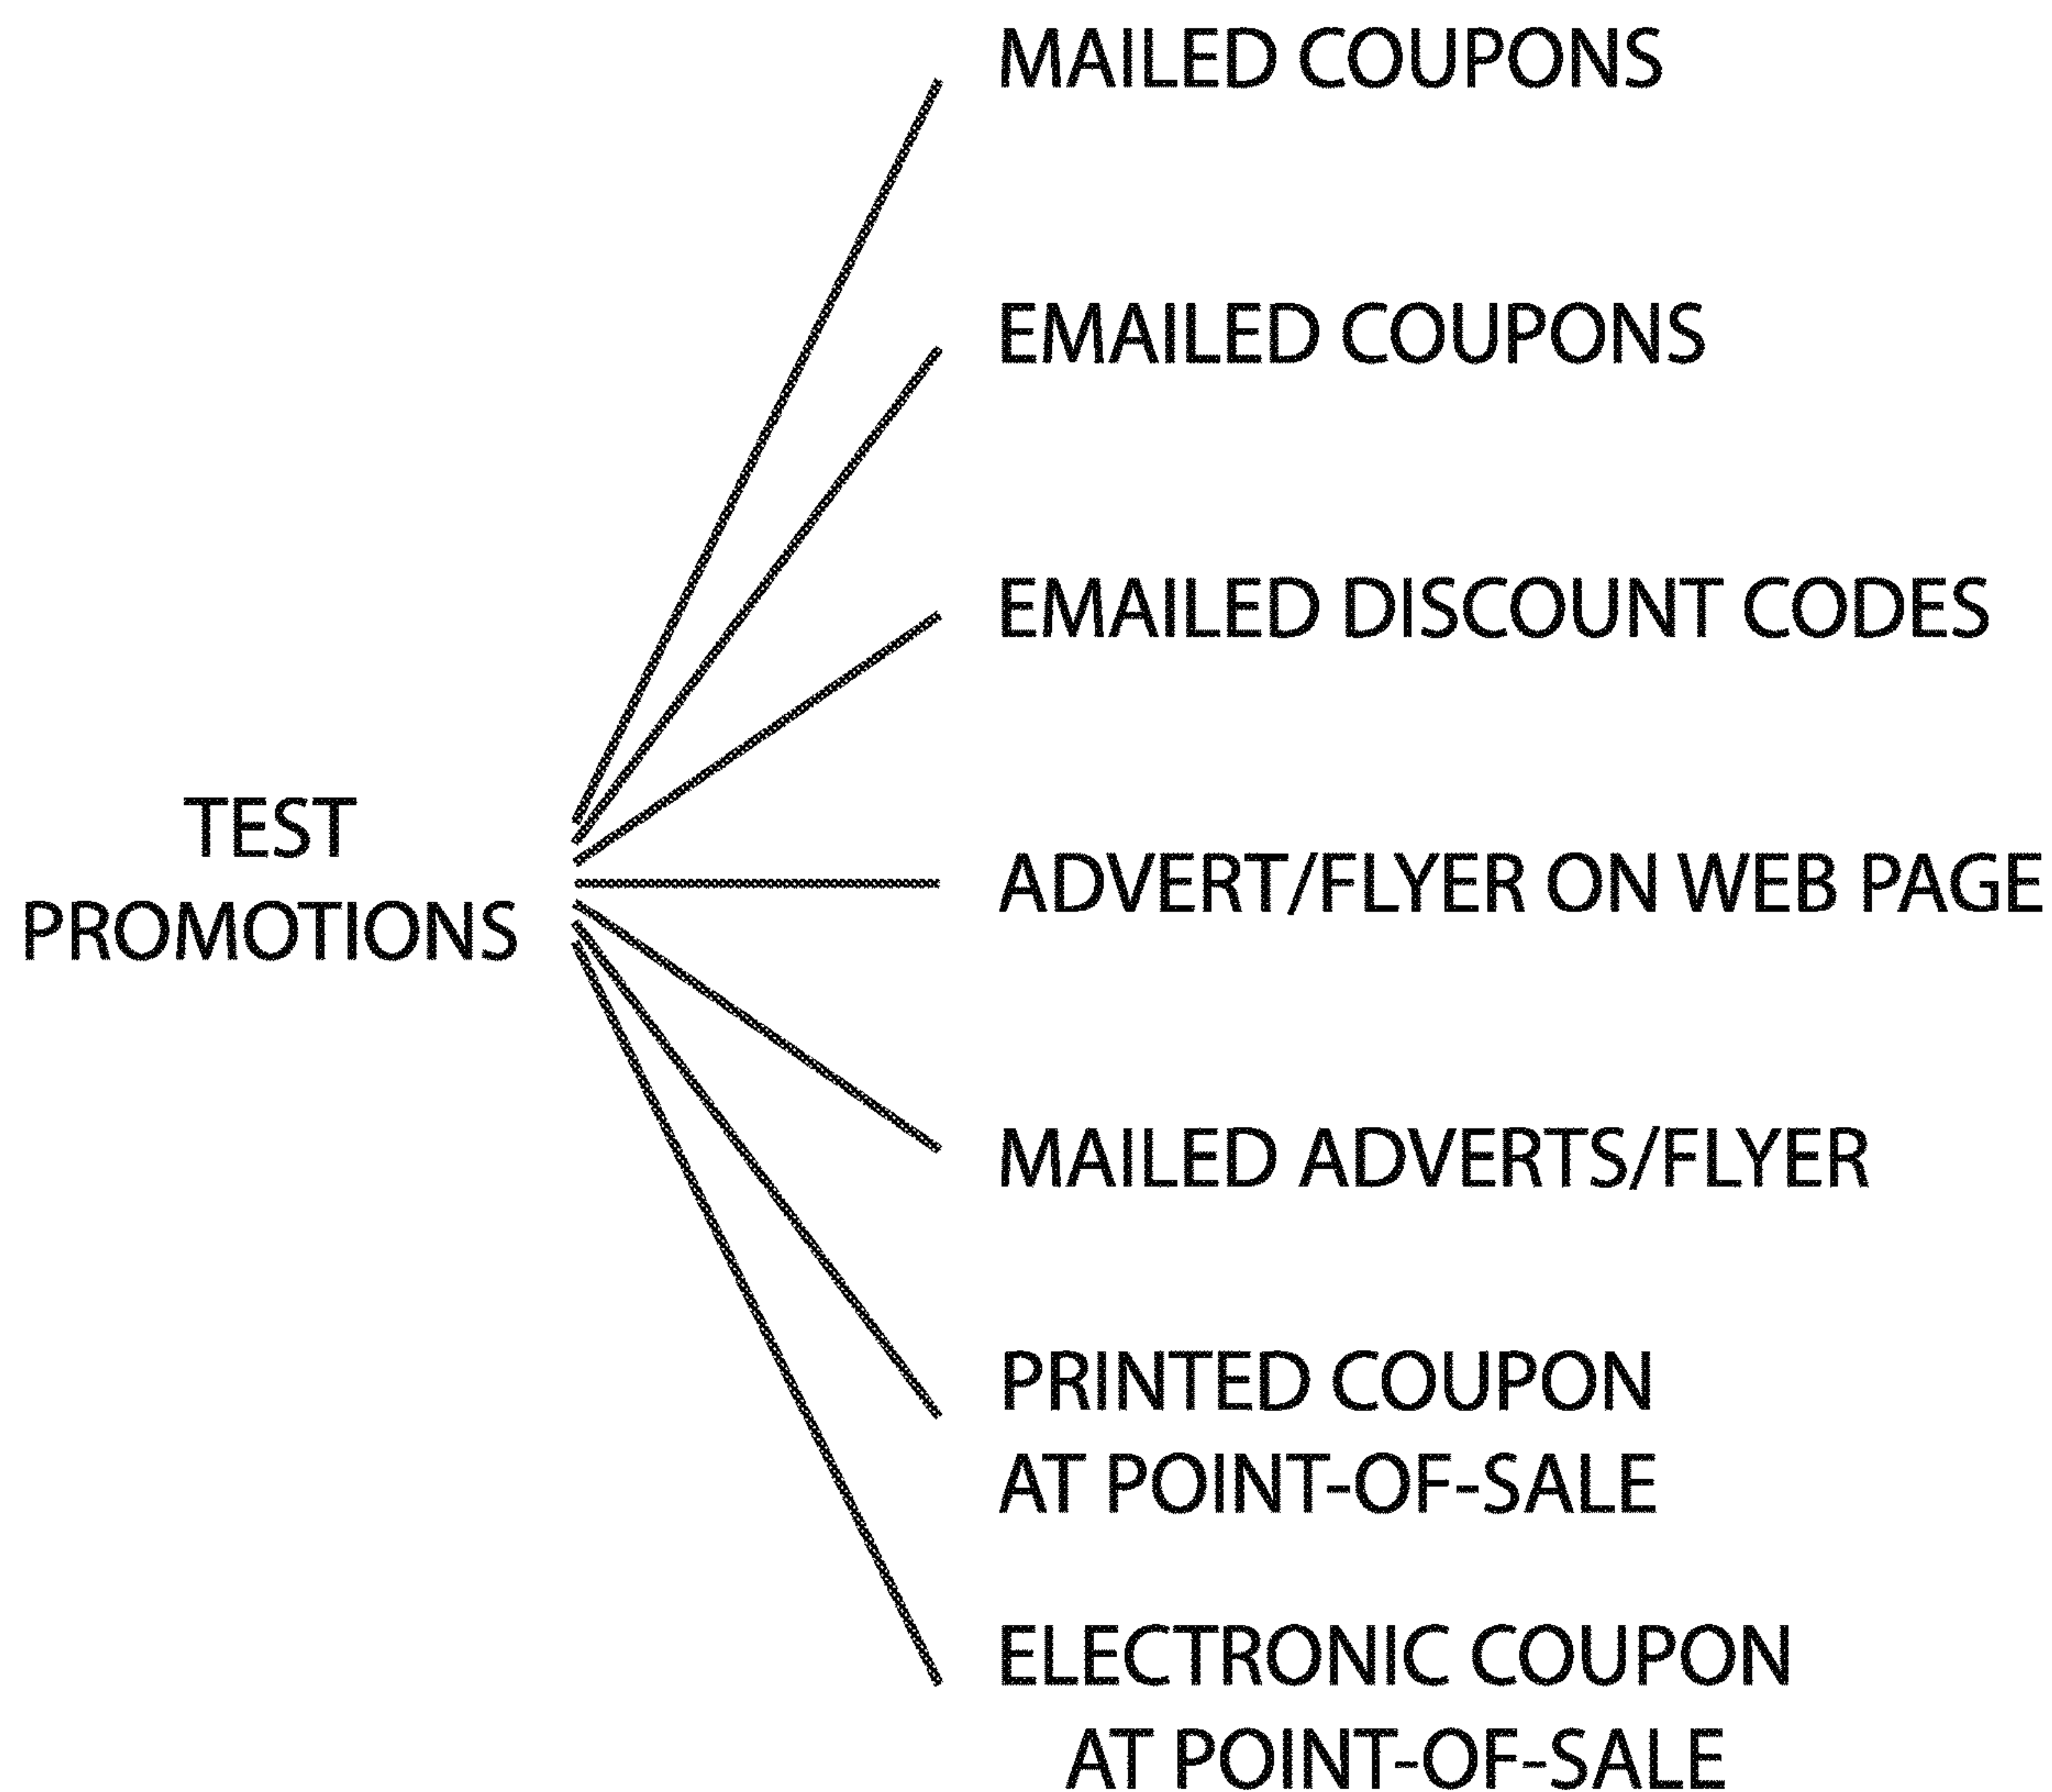 MAILED COUPONS
EMAILED COUPONS
EMAILED DISCOUNT CODES
TEST
PROMOTIONS
ADVERT/FLYER ON WEB PAGE
MAILED ADVERTS/FLYER
PRINTED COUPON
AT POINT-OF-SALE
ELECTRONIC COUPON
AT POINT-OF-SALE